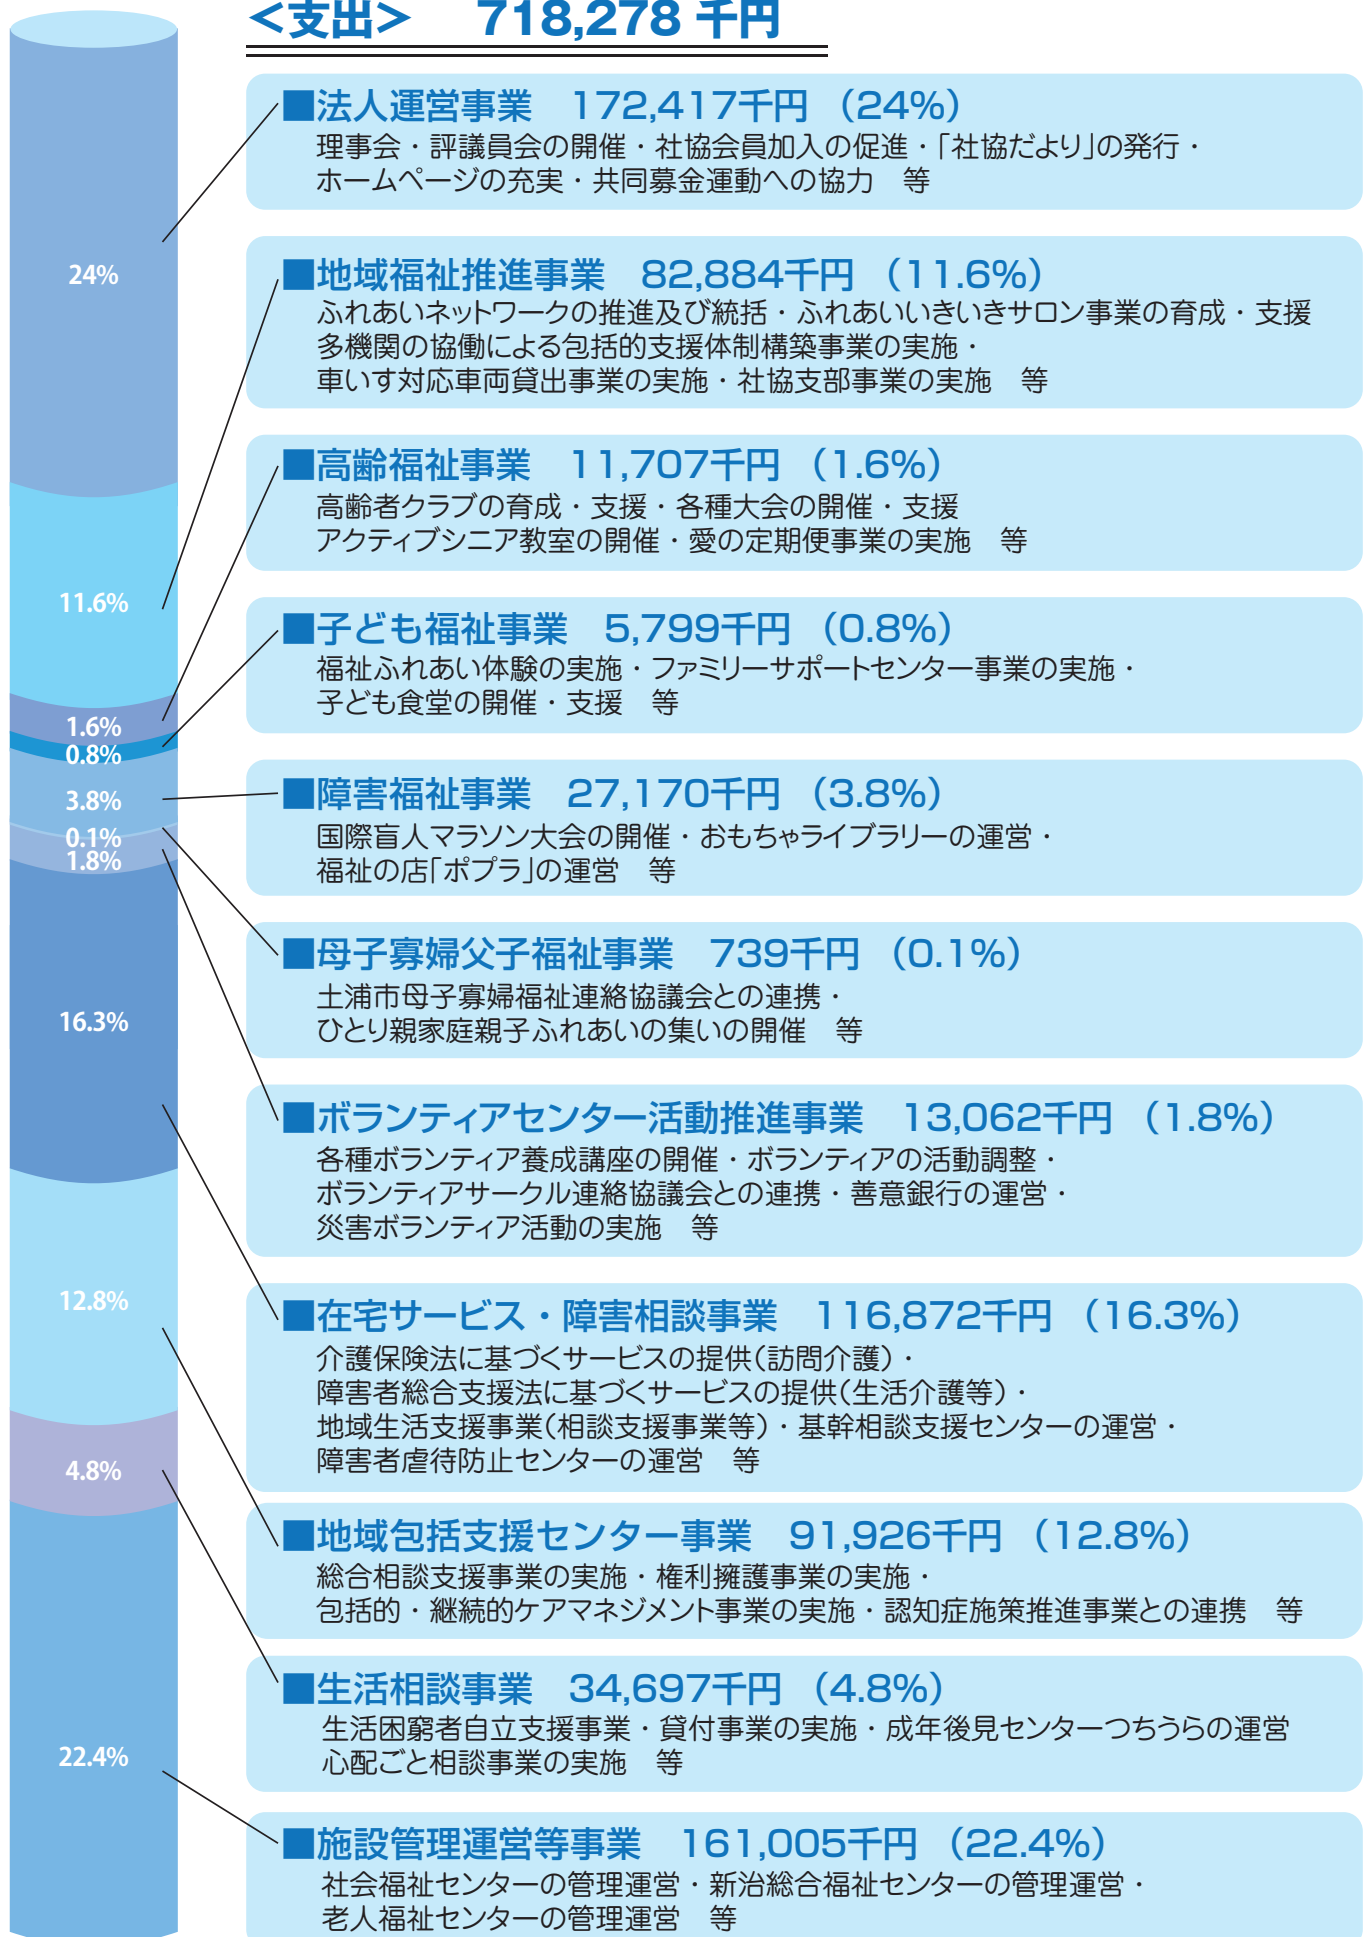 ＜支出＞　718,278 千円
■法人運営事業　172,417千円（24%）
理事会・評議員会の開催・社協会員加入の促進・「社協だより」の発行・
ホームページの充実・共同募金運動への協力　等
24%
■地域福祉推進事業　82,884千円（11.6%）
ふれあいネットワークの推進及び統括・ふれあいいきいきサロン事業の育成・支援
多機関の協働による包括的支援体制構築事業の実施・
車いす対応車両貸出事業の実施・社協支部事業の実施　等
11.6%
■高齢福祉事業　11,707千円（1.6%）
高齢者クラブの育成・支援・各種大会の開催・支援
アクティブシニア教室の開催・愛の定期便事業の実施　等
1.6%
■子ども福祉事業　5,799千円（0.8%）
福祉ふれあい体験の実施・ファミリーサポートセンター事業の実施・
子ども食堂の開催・支援　等
0.8%
■障害福祉事業　27,170千円（3.8%）
国際盲人マラソン大会の開催・おもちゃライブラリーの運営・
福祉の店「ポプラ」の運営　等
3.8%
■母子寡婦父子福祉事業　739千円（0.1%）
土浦市母子寡婦福祉連絡協議会との連携・
ひとり親家庭親子ふれあいの集いの開催　等
0.1%
■ボランティアセンター活動推進事業　13,062千円（1.8%）
各種ボランティア養成講座の開催・ボランティアの活動調整・
ボランティアサークル連絡協議会との連携・善意銀行の運営・
災害ボランティア活動の実施　等
1.8%
■在宅サービス・障害相談事業　116,872千円（16.3%）
介護保険法に基づくサービスの提供（訪問介護）・
障害者総合支援法に基づくサービスの提供（生活介護等）・
地域生活支援事業（相談支援事業等）・基幹相談支援センターの運営・
障害者虐待防止センターの運営　等
16.3%
■地域包括支援センター事業　91,926千円（12.8%）
総合相談支援事業の実施・権利擁護事業の実施・
包括的・継続的ケアマネジメント事業の実施・認知症施策推進事業との連携　等
12.8%
■生活相談事業　34,697千円（4.8%）
生活困窮者自立支援事業・貸付事業の実施・成年後見センターつちうらの運営
心配ごと相談事業の実施　等
4.8%
■施設管理運営等事業　161,005千円（22.4%）
社会福祉センターの管理運営・新治総合福祉センターの管理運営・
老人福祉センターの管理運営　等
22.4%